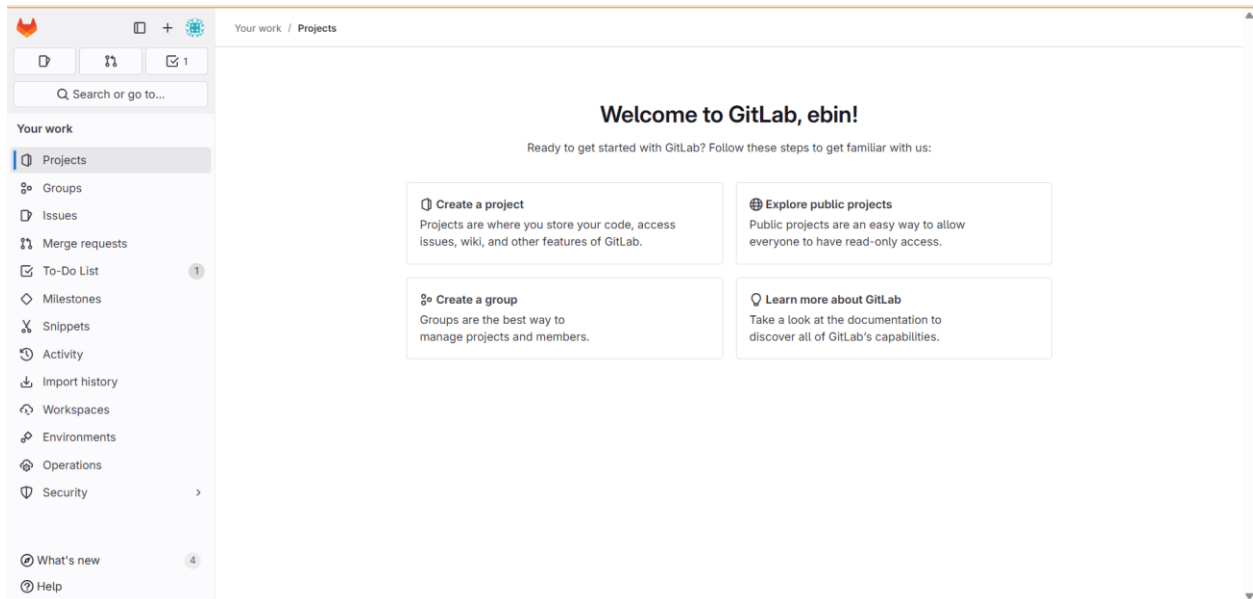 Your work / Projects
1
Search or go to...
Your work
Projects
Groups
Issues
Merge requests
To-Do List 1
Milestones
Snippets
Activity
Import history
Workspaces
Environments
Operations
Security
What's new 4
Help
Welcome to GitLab, ebin!
Ready to get started with GitLab? Follow these steps to get familiar with us:
Create a project
Projects are where you store your code, access
issues, wiki, and other features of GitLab.
Explore public projects
Public projects are an easy way to allow
everyone to have read-only access.
Create a group
Groups are the best way to
manage projects and members.
Learn more about GitLab
Take a look at the documentation to
discover all of GitLab's capabilities.